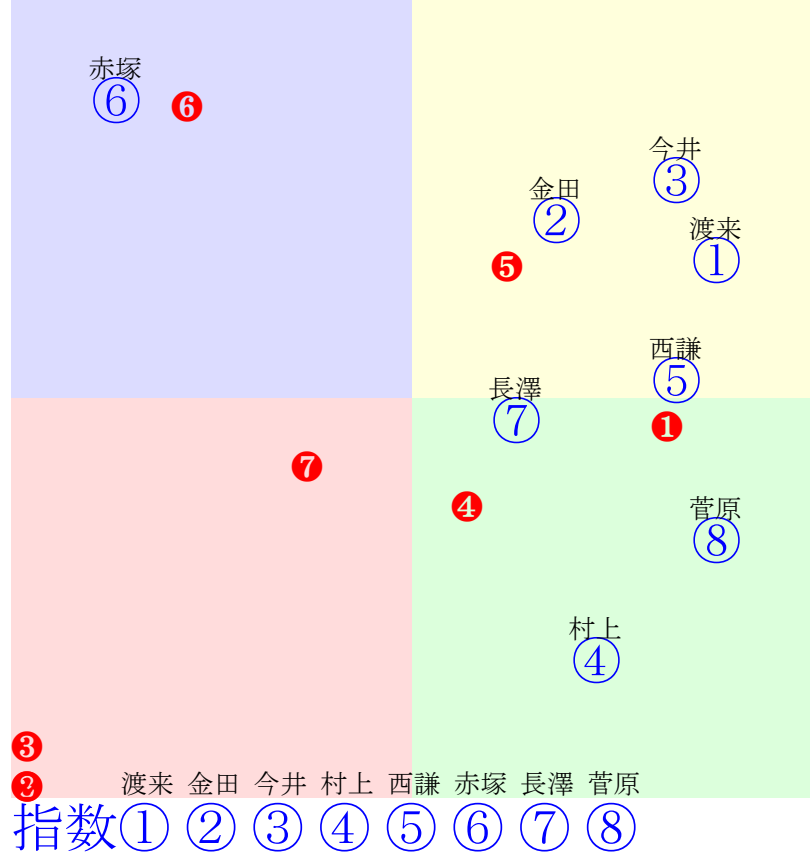 赤塚
⑥ ❻
今井
③
金田
②
渡来
①
❺
西謙
⑤
長澤
⑦
❶
❼
❹
菅原
⑧
村上
④
❸
渡来 金田 今井 村上 西謙 赤塚 長澤 菅原
指数① ② ③ ④ ⑤ ⑥ ⑦ ⑧